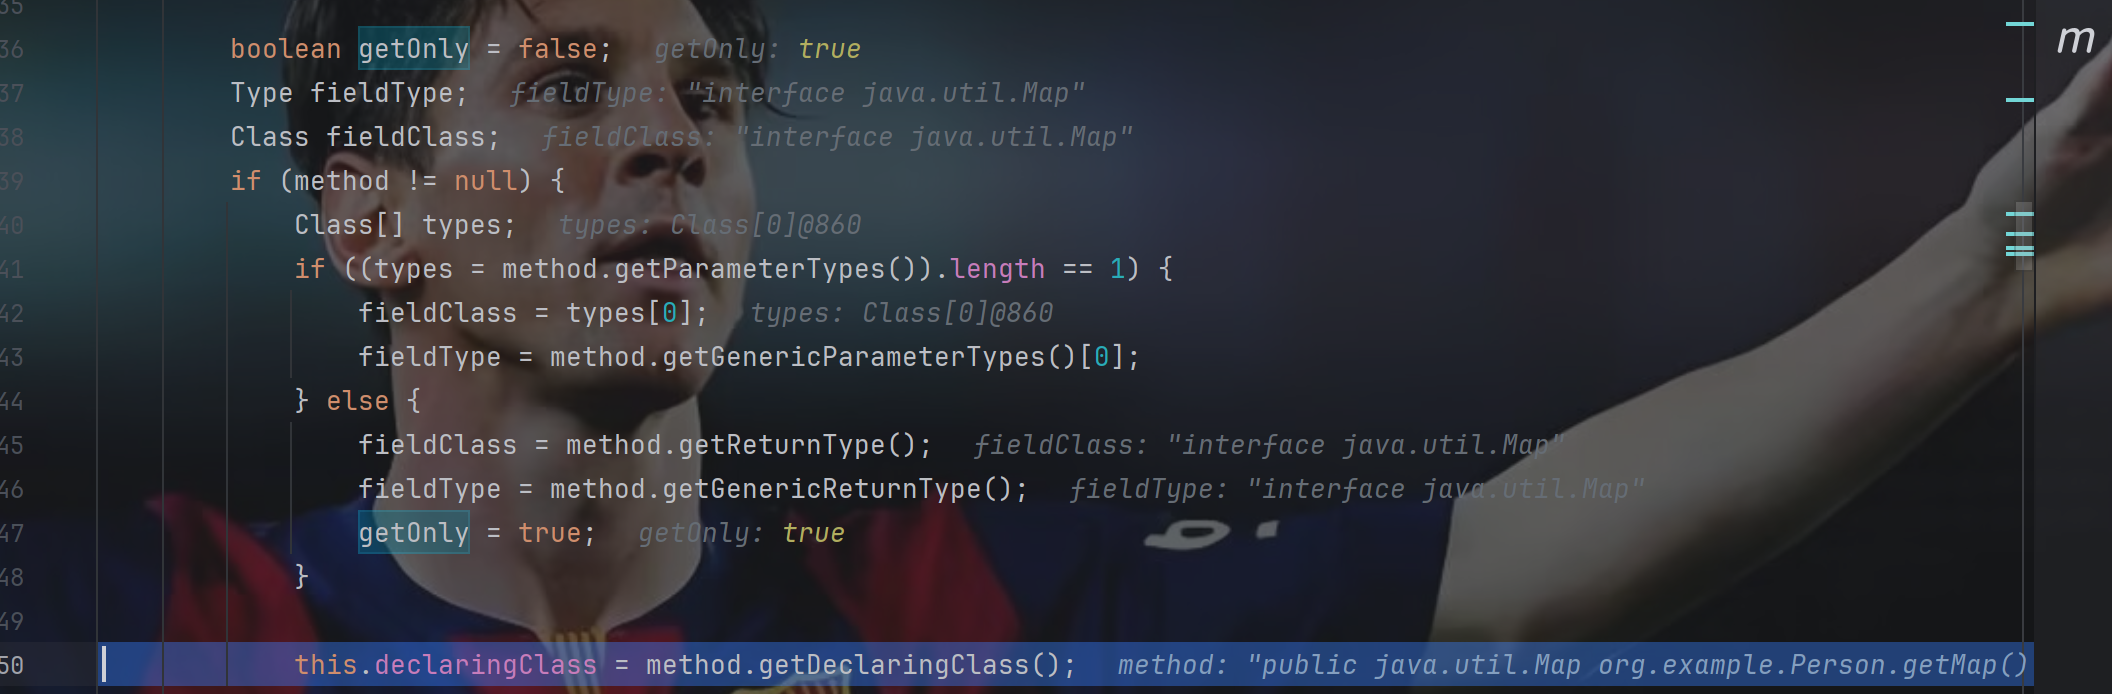 35
36 boolean getOnly = false; getOnly: true
37 Type fieldType; fieldType: "interface java.util.Map"
38 Class fieldClass; fieldClass: "interface java.util.Map"
39 if (method != null) {
40 Class[] types; types: Class[0]@860
41 if ((types = method.getParameterTypes()).length == 1) {
42 fieldClass = types[0]; types: Class[0]@860
43 fieldType = method.getGenericParameterTypes()[0];
44 } else {
45 fieldClass = method.getReturnType(); fieldClass: "interface java.util.Map"
46 fieldType = method.getGenericReturnType(); fieldType: "interface java.util.Map"
47 getOnly = true; getOnly: true
48 }
49
50 this.declaringClass = method.getDeclaringClass(); method: "public java.util.Map org.example.Person.getMap()
m